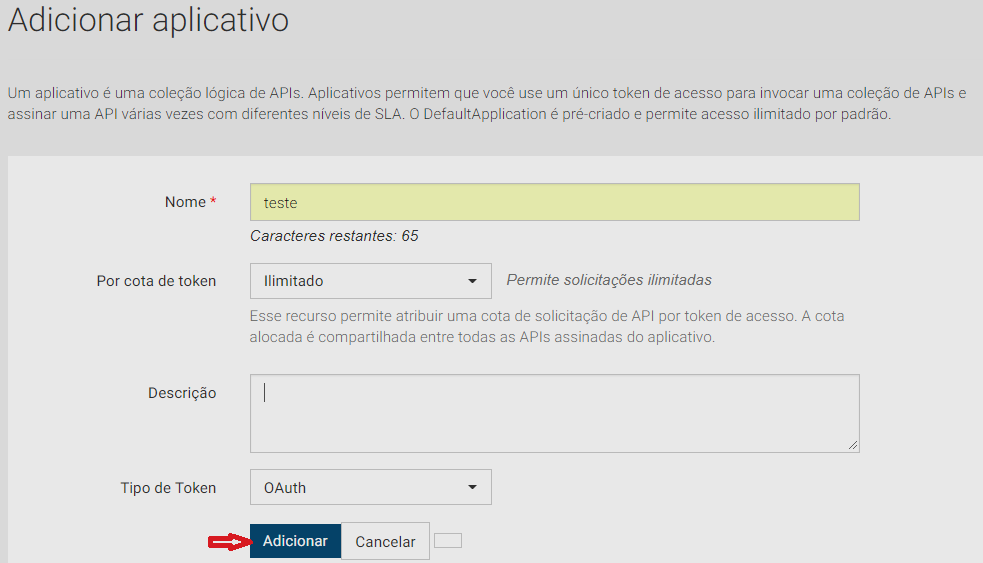 Adicionar aplicativo
Um aplicativo é uma coleção lógica de APIs. Aplicativos permitem que você use um único token de acesso para invocar uma coleção de APIs e
assinar uma API várias vezes com diferentes níveis de SLA. O DefaultApplication é pré-criado e permite acesso ilimitado por padrão.
Nome *
teste
Caracteres restantes: 65
Por cota de token
Ilimitado
Permite solicitações ilimitadas
Esse recurso permite atribuir uma cota de solicitação de API por token de acesso. A cota
alocada é compartilhada entre todas as APIs assinadas do aplicativo.
Descrição
Tipo de Token
OAuth
Adicionar
Cancelar